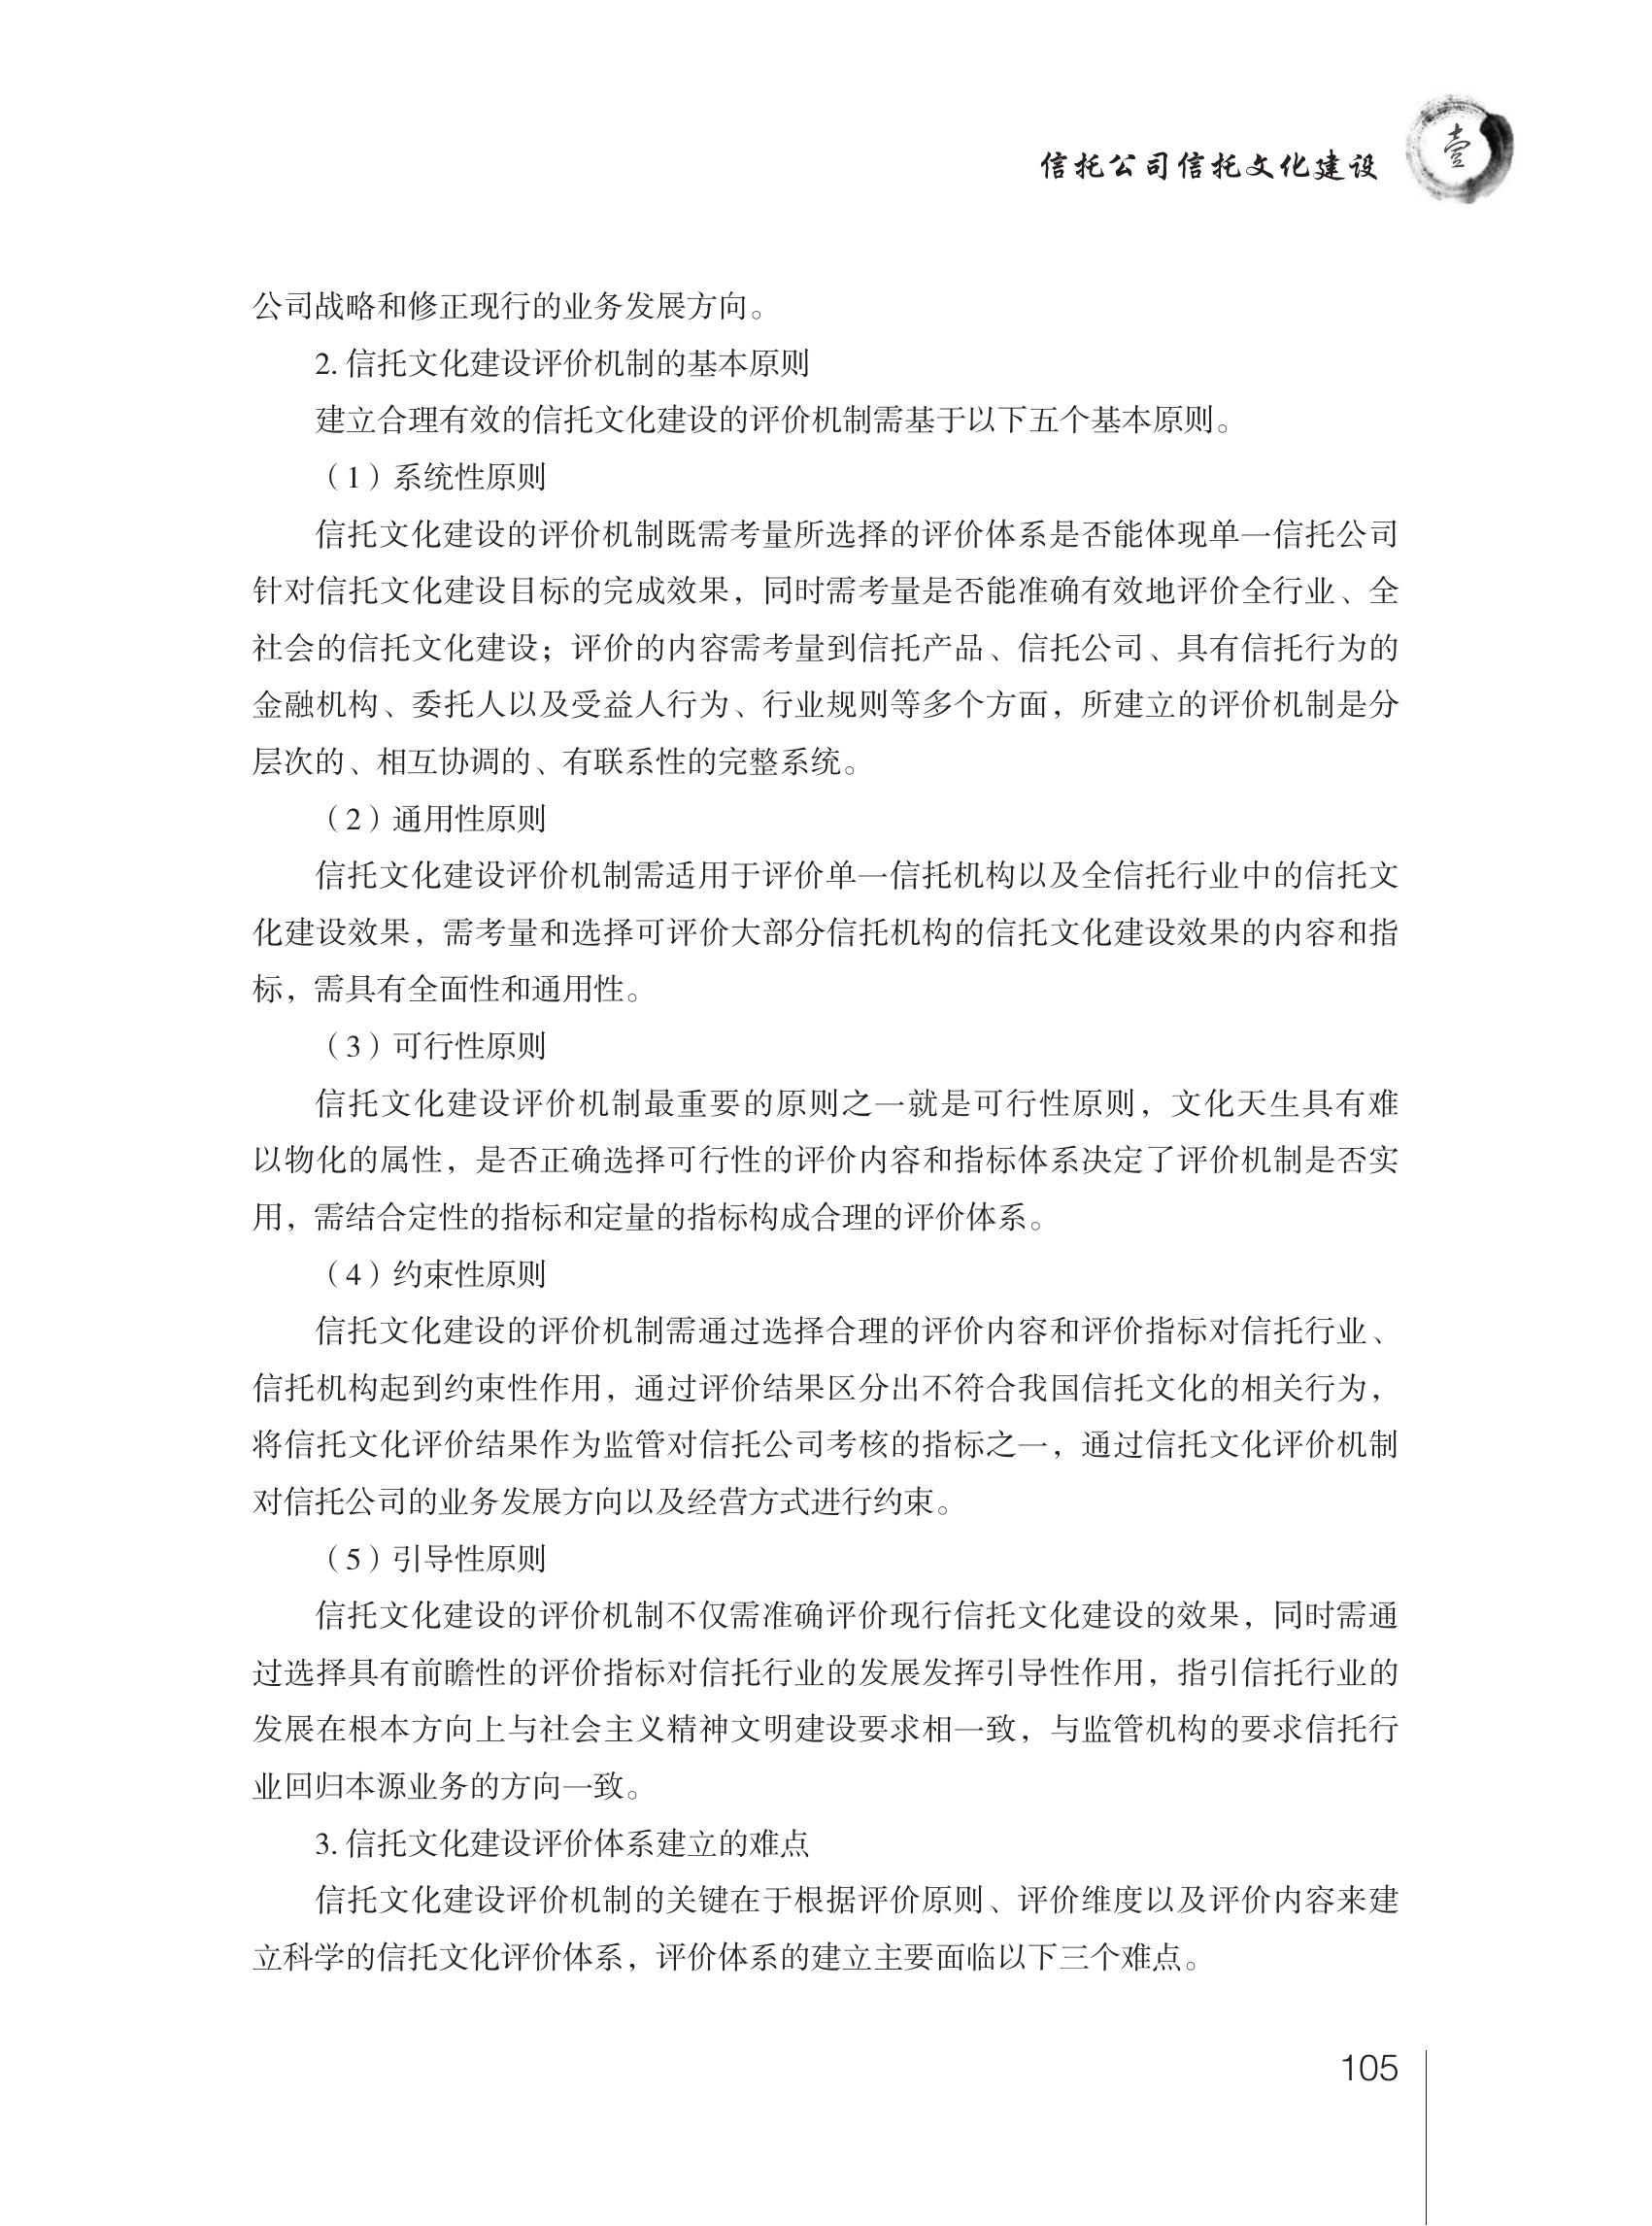 信托公司信托文化建设
壹
公司战略和修正现行的业务发展方向。
2. 信托文化建设评价机制的基本原则
建立合理有效的信托文化建设的评价机制需基于以下五个基本原则。
（1）系统性原则
信托文化建设的评价机制既需考量所选择的评价体系是否能体现单一信托公司
针对信托文化建设目标的完成效果，同时需考量是否能准确有效地评价全行业、全
社会的信托文化建设；评价的内容需考量到信托产品、信托公司、具有信托行为的
金融机构、委托人以及受益人行为、行业规则等多个方面，所建立的评价机制是分
层次的、相互协调的、有联系性的完整系统。
（2）通用性原则
信托文化建设评价机制需适用于评价单一信托机构以及全信托行业中的信托文
化建设效果，需考量和选择可评价大部分信托机构的信托文化建设效果的内容和指
标，需具有全面性和通用性。
（3）可行性原则
信托文化建设评价机制最重要的原则之一就是可行性原则，文化天生具有难
以物化的属性，是否正确选择可行性的评价内容和指标体系决定了评价机制是否实
用，需结合定性的指标和定量的指标构成合理的评价体系。
（4）约束性原则
信托文化建设的评价机制需通过选择合理的评价内容和评价指标对信托行业、
信托机构起到约束性作用，通过评价结果区分出不符合我国信托文化的相关行为，
将信托文化评价结果作为监管对信托公司考核的指标之一，通过信托文化评价机制
对信托公司的业务发展方向以及经营方式进行约束。
（5）引导性原则
信托文化建设的评价机制不仅需准确评价现行信托文化建设的效果，同时需通
过选择具有前瞻性的评价指标对信托行业的发展发挥引导性作用，指引信托行业的
发展在根本方向上与社会主义精神文明建设要求相一致，与监管机构的要求信托行
业回归本源业务的方向一致。
3. 信托文化建设评价体系建立的难点
信托文化建设评价机制的关键在于根据评价原则、评价维度以及评价内容来建
立科学的信托文化评价体系，评价体系的建立主要面临以下三个难点。
105